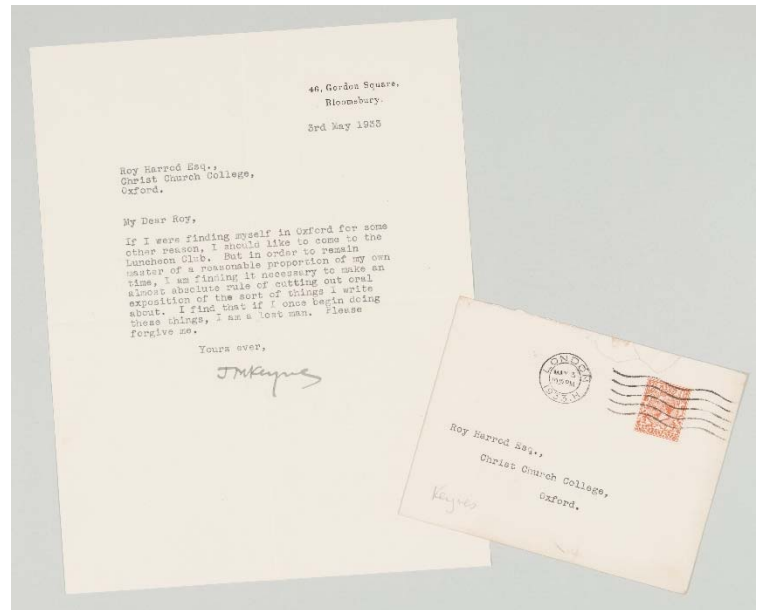 46, Gordon Square,
Bloomsbury.
3rd May 1933
Roy Harrod Esq.,
Christ Church College,
Oxford.
My Dear Roy,
If I were finding myself in Oxford for some
other reason, I should like to come to the
Luncheon Club. But in order to remain
master of a reasonable proportion of my own
time, I am finding it necessary to make an
almost absolute rule of cutting out oral
exposition of the sort of things I write
about. I find that if I once begin doing
these things, I am a lost man. Please
forgive me.
Yours ever,
JMKeynes
LONDON
MAY 3
1933
Roy Harrod Esq.,
Christ Church College,
Oxford.
Keynes